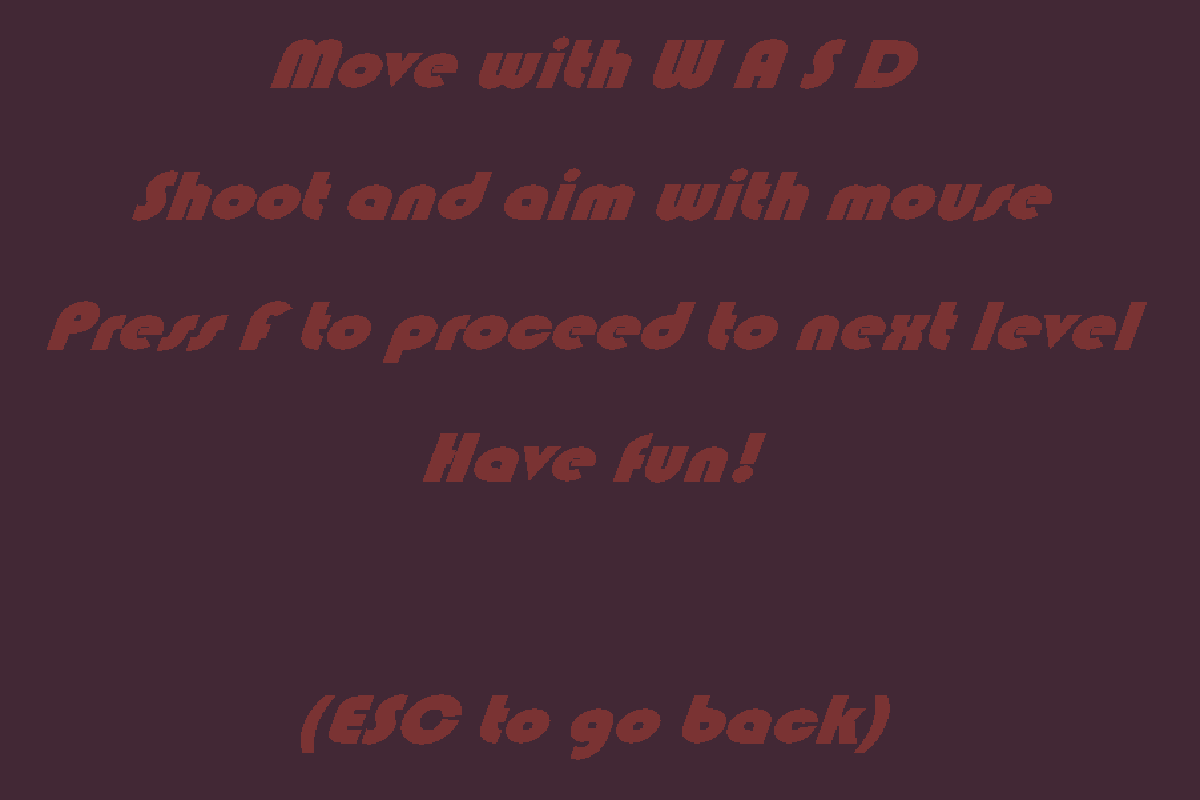 Move with W A S D
Shoot and aim with mouse
Press F to proceed to next level
Have fun!
(ESC to go back)